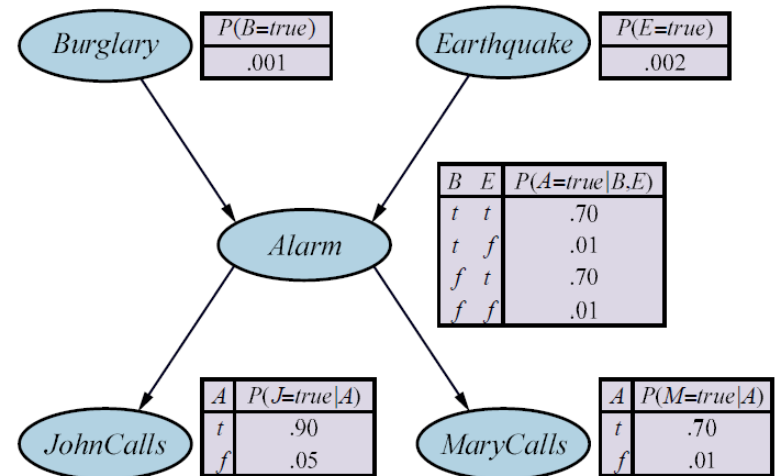 Burglary
P(B=true)
.001
Earthquake
P(E=true)
.002
Alarm
B E P(A=true|B,E)
t t .70
t f .01
f t .70
f f .01
JohnCalls
A P(J=true|A)
t .90
f .05
MaryCalls
A P(M=true|A)
t .70
f .01